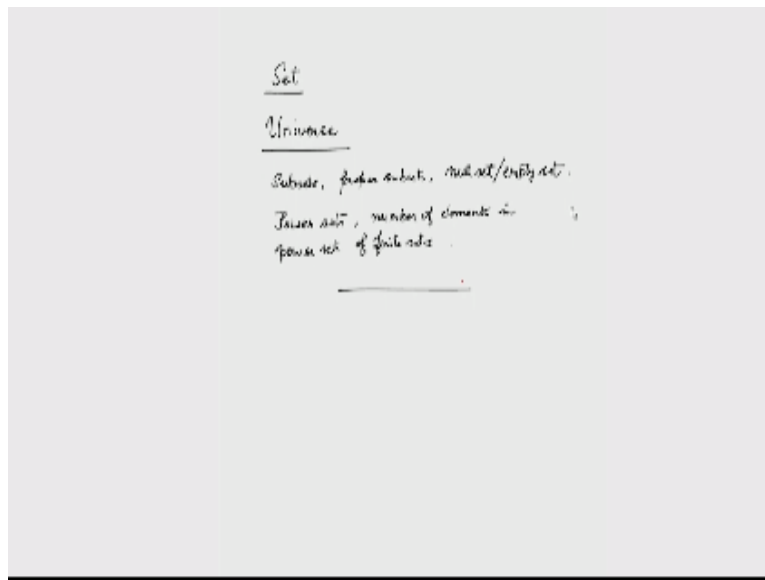 Set
Universe
Subsets, proper subsets, null set/empty set.
Power sets, number of elements in
power set of finite sets.